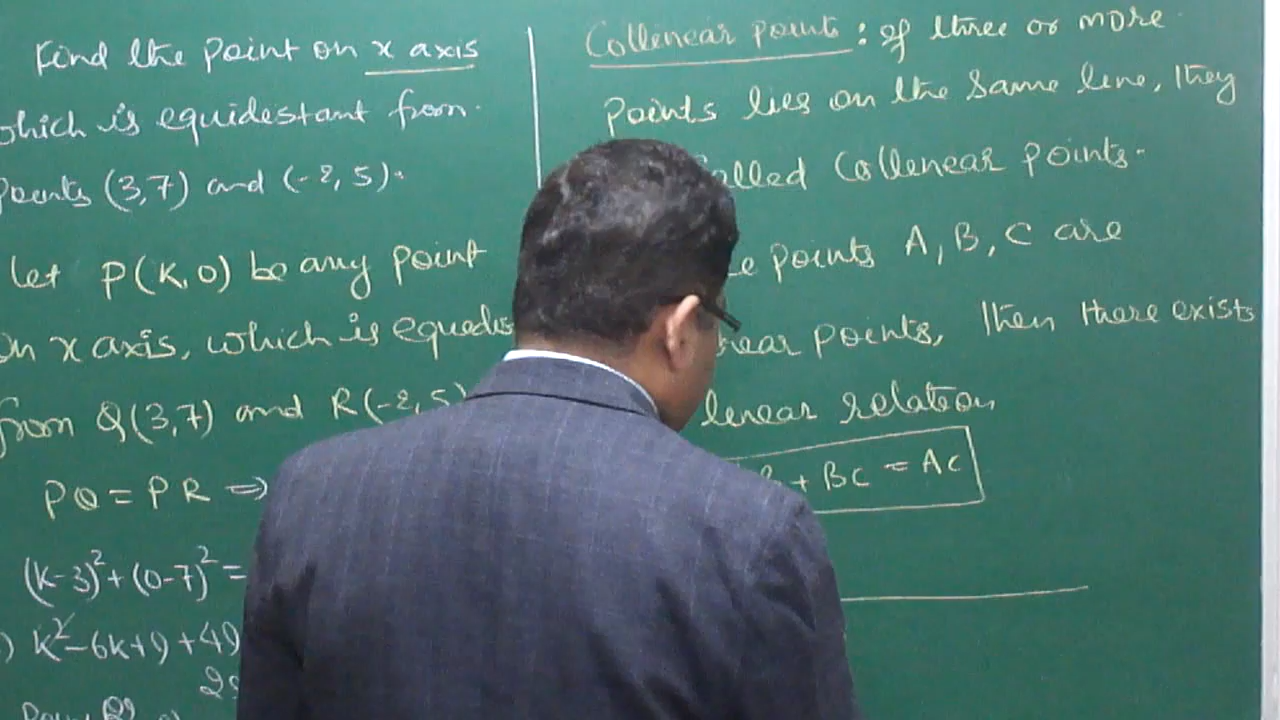 Find the point on x axis
which is equidestant from.
Points (3,7) and (-2,5).
let P(K,0) be any point
on x axis, which is equedis
from Q(3,7) and R(-2,5)
PQ = PR =>
(K-3)²+(0-7)² =
) K²-6K+9+49
Collenear points : If three or more
points lies on the same line, they
alled Collenear points.
points A, B, C are
near points, then there exists
lenear relation
+ BC = AC